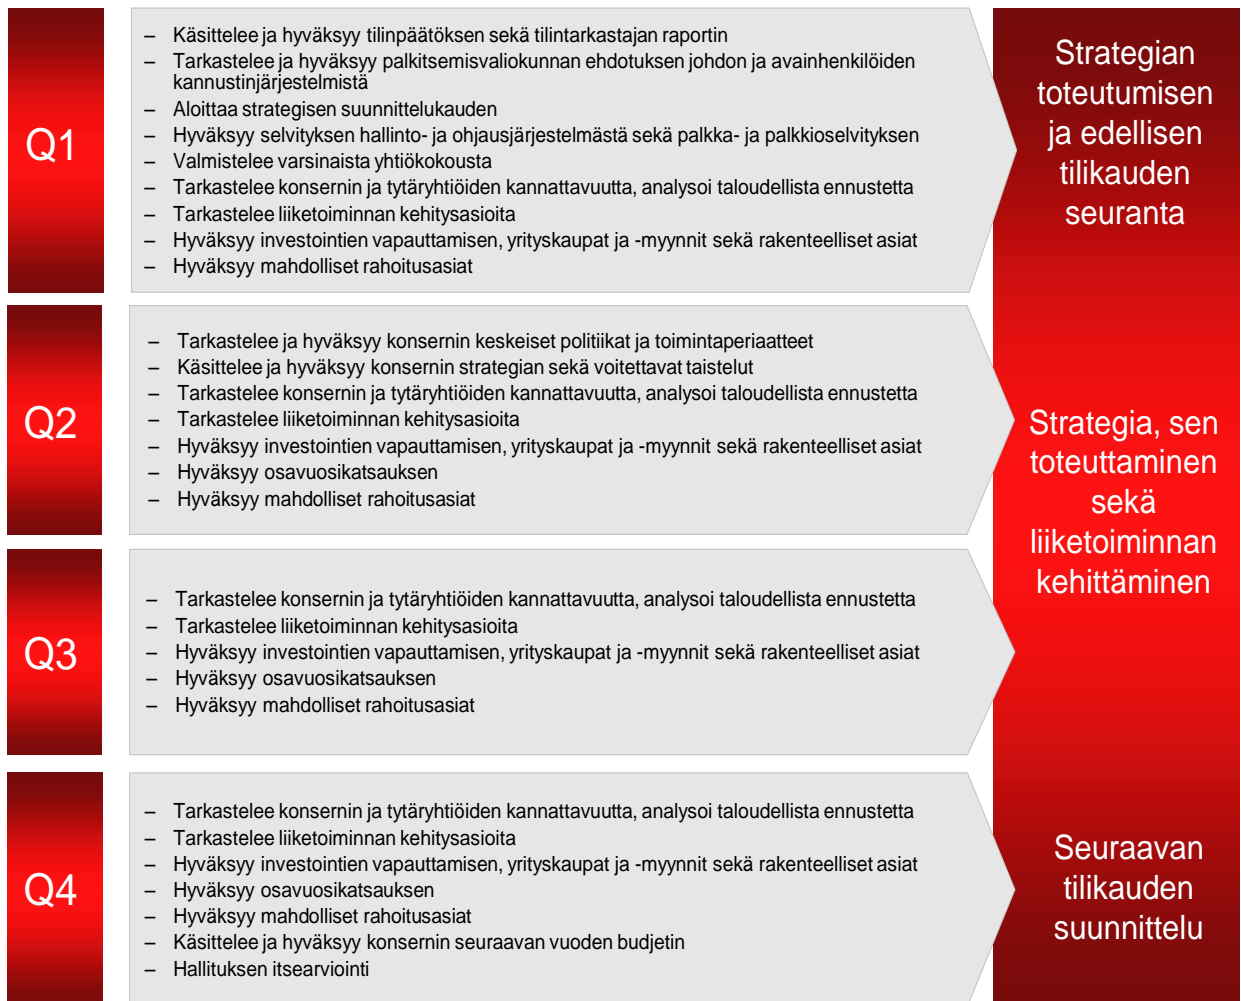 Q1
– Käsittelee ja hyväksyy tilinpäätöksen sekä tilintarkastajan raportin
– Tarkastelee ja hyväksyy palkitsemisvaliokunnan ehdotuksen johdon ja avainhenkilöiden
kannustinjärjestelmistä
– Aloittaa strategisen suunnittelukauden
– Hyväksyy selvityksen hallinto- ja ohjausjärjestelmästä sekä palkka- ja palkkioselvityksen
– Valmistelee varsinaista yhtiökokousta
– Tarkastelee konsernin ja tytäryhtiöiden kannattavuutta, analysoi taloudellista ennustetta
– Tarkastelee liiketoiminnan kehitysasioita
– Hyväksyy investointien vapauttamisen, yrityskaupat ja -myynnit sekä rakenteelliset asiat
– Hyväksyy mahdolliset rahoitusasiat
Strategian
toteutumisen
ja edellisen
tilikauden
seuranta
Q2
– Tarkastelee ja hyväksyy konsernin keskeiset politiikat ja toimintaperiaatteet
– Käsittelee ja hyväksyy konsernin strategian sekä voitettavat taistelut
– Tarkastelee konsernin ja tytäryhtiöiden kannattavuutta, analysoi taloudellista ennustetta
– Tarkastelee liiketoiminnan kehitysasioita
– Hyväksyy investointien vapauttamisen, yrityskaupat ja -myynnit sekä rakenteelliset asiat
– Hyväksyy osavuosikatsauksen
– Hyväksyy mahdolliset rahoitusasiat
Strategia, sen
toteuttaminen
sekä
liiketoiminnan
kehittäminen
Q3
– Tarkastelee konsernin ja tytäryhtiöiden kannattavuutta, analysoi taloudellista ennustetta
– Tarkastelee liiketoiminnan kehitysasioita
– Hyväksyy investointien vapauttamisen, yrityskaupat ja -myynnit sekä rakenteelliset asiat
– Hyväksyy osavuosikatsauksen
– Hyväksyy mahdolliset rahoitusasiat
Q4
– Tarkastelee konsernin ja tytäryhtiöiden kannattavuutta, analysoi taloudellista ennustetta
– Tarkastelee liiketoiminnan kehitysasioita
– Hyväksyy investointien vapauttamisen, yrityskaupat ja -myynnit sekä rakenteelliset asiat
– Hyväksyy osavuosikatsauksen
– Hyväksyy mahdolliset rahoitusasiat
– Käsittelee ja hyväksyy konsernin seuraavan vuoden budjetin
– Hallituksen itsearviointi
Seuraavan
tilikauden
suunnittelu